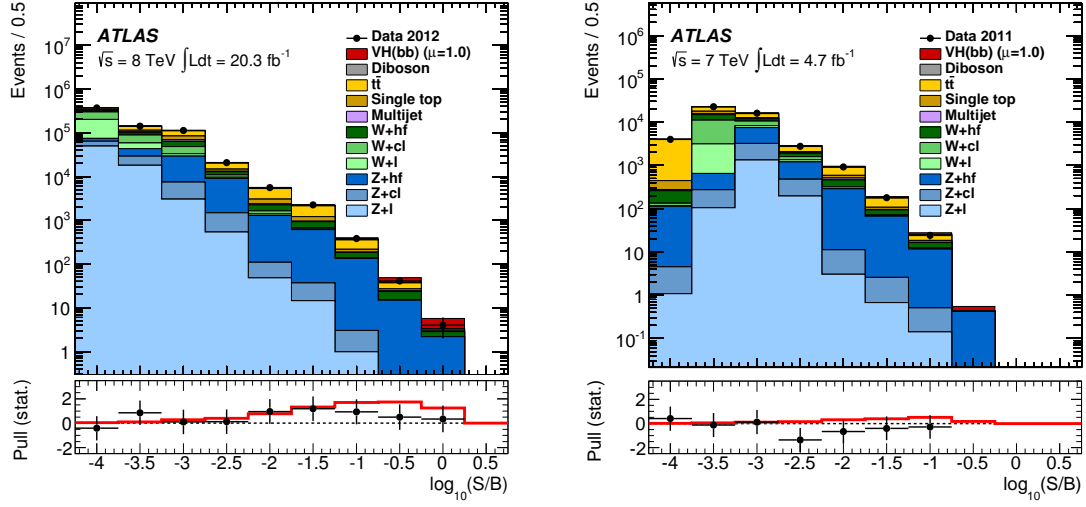 Events / 0.5
ATLAS
√s = 8 TeV ∫Ldt = 20.3 fb⁻¹
Data 2012
VH(bb) (μ=1.0)
Diboson
tt̄
Single top
Multijet
W+hf
W+cl
W+l
Z+hf
Z+cl
Z+l
10⁷
10⁶
10⁵
10⁴
10³
10²
10
1
Pull (stat.)
2
0
-2
-4 -3.5 -3 -2.5 -2 -1.5 -1 -0.5 0 0.5
log₁₀(S/B)
Events / 0.5
ATLAS
√s = 7 TeV ∫Ldt = 4.7 fb⁻¹
Data 2011
VH(bb) (μ=1.0)
Diboson
tt̄
Single top
Multijet
W+hf
W+cl
W+l
Z+hf
Z+cl
Z+l
10⁶
10⁵
10⁴
10³
10²
10
1
10⁻¹
Pull (stat.)
2
0
-2
-4 -3.5 -3 -2.5 -2 -1.5 -1 -0.5 0 0.5
log₁₀(S/B)